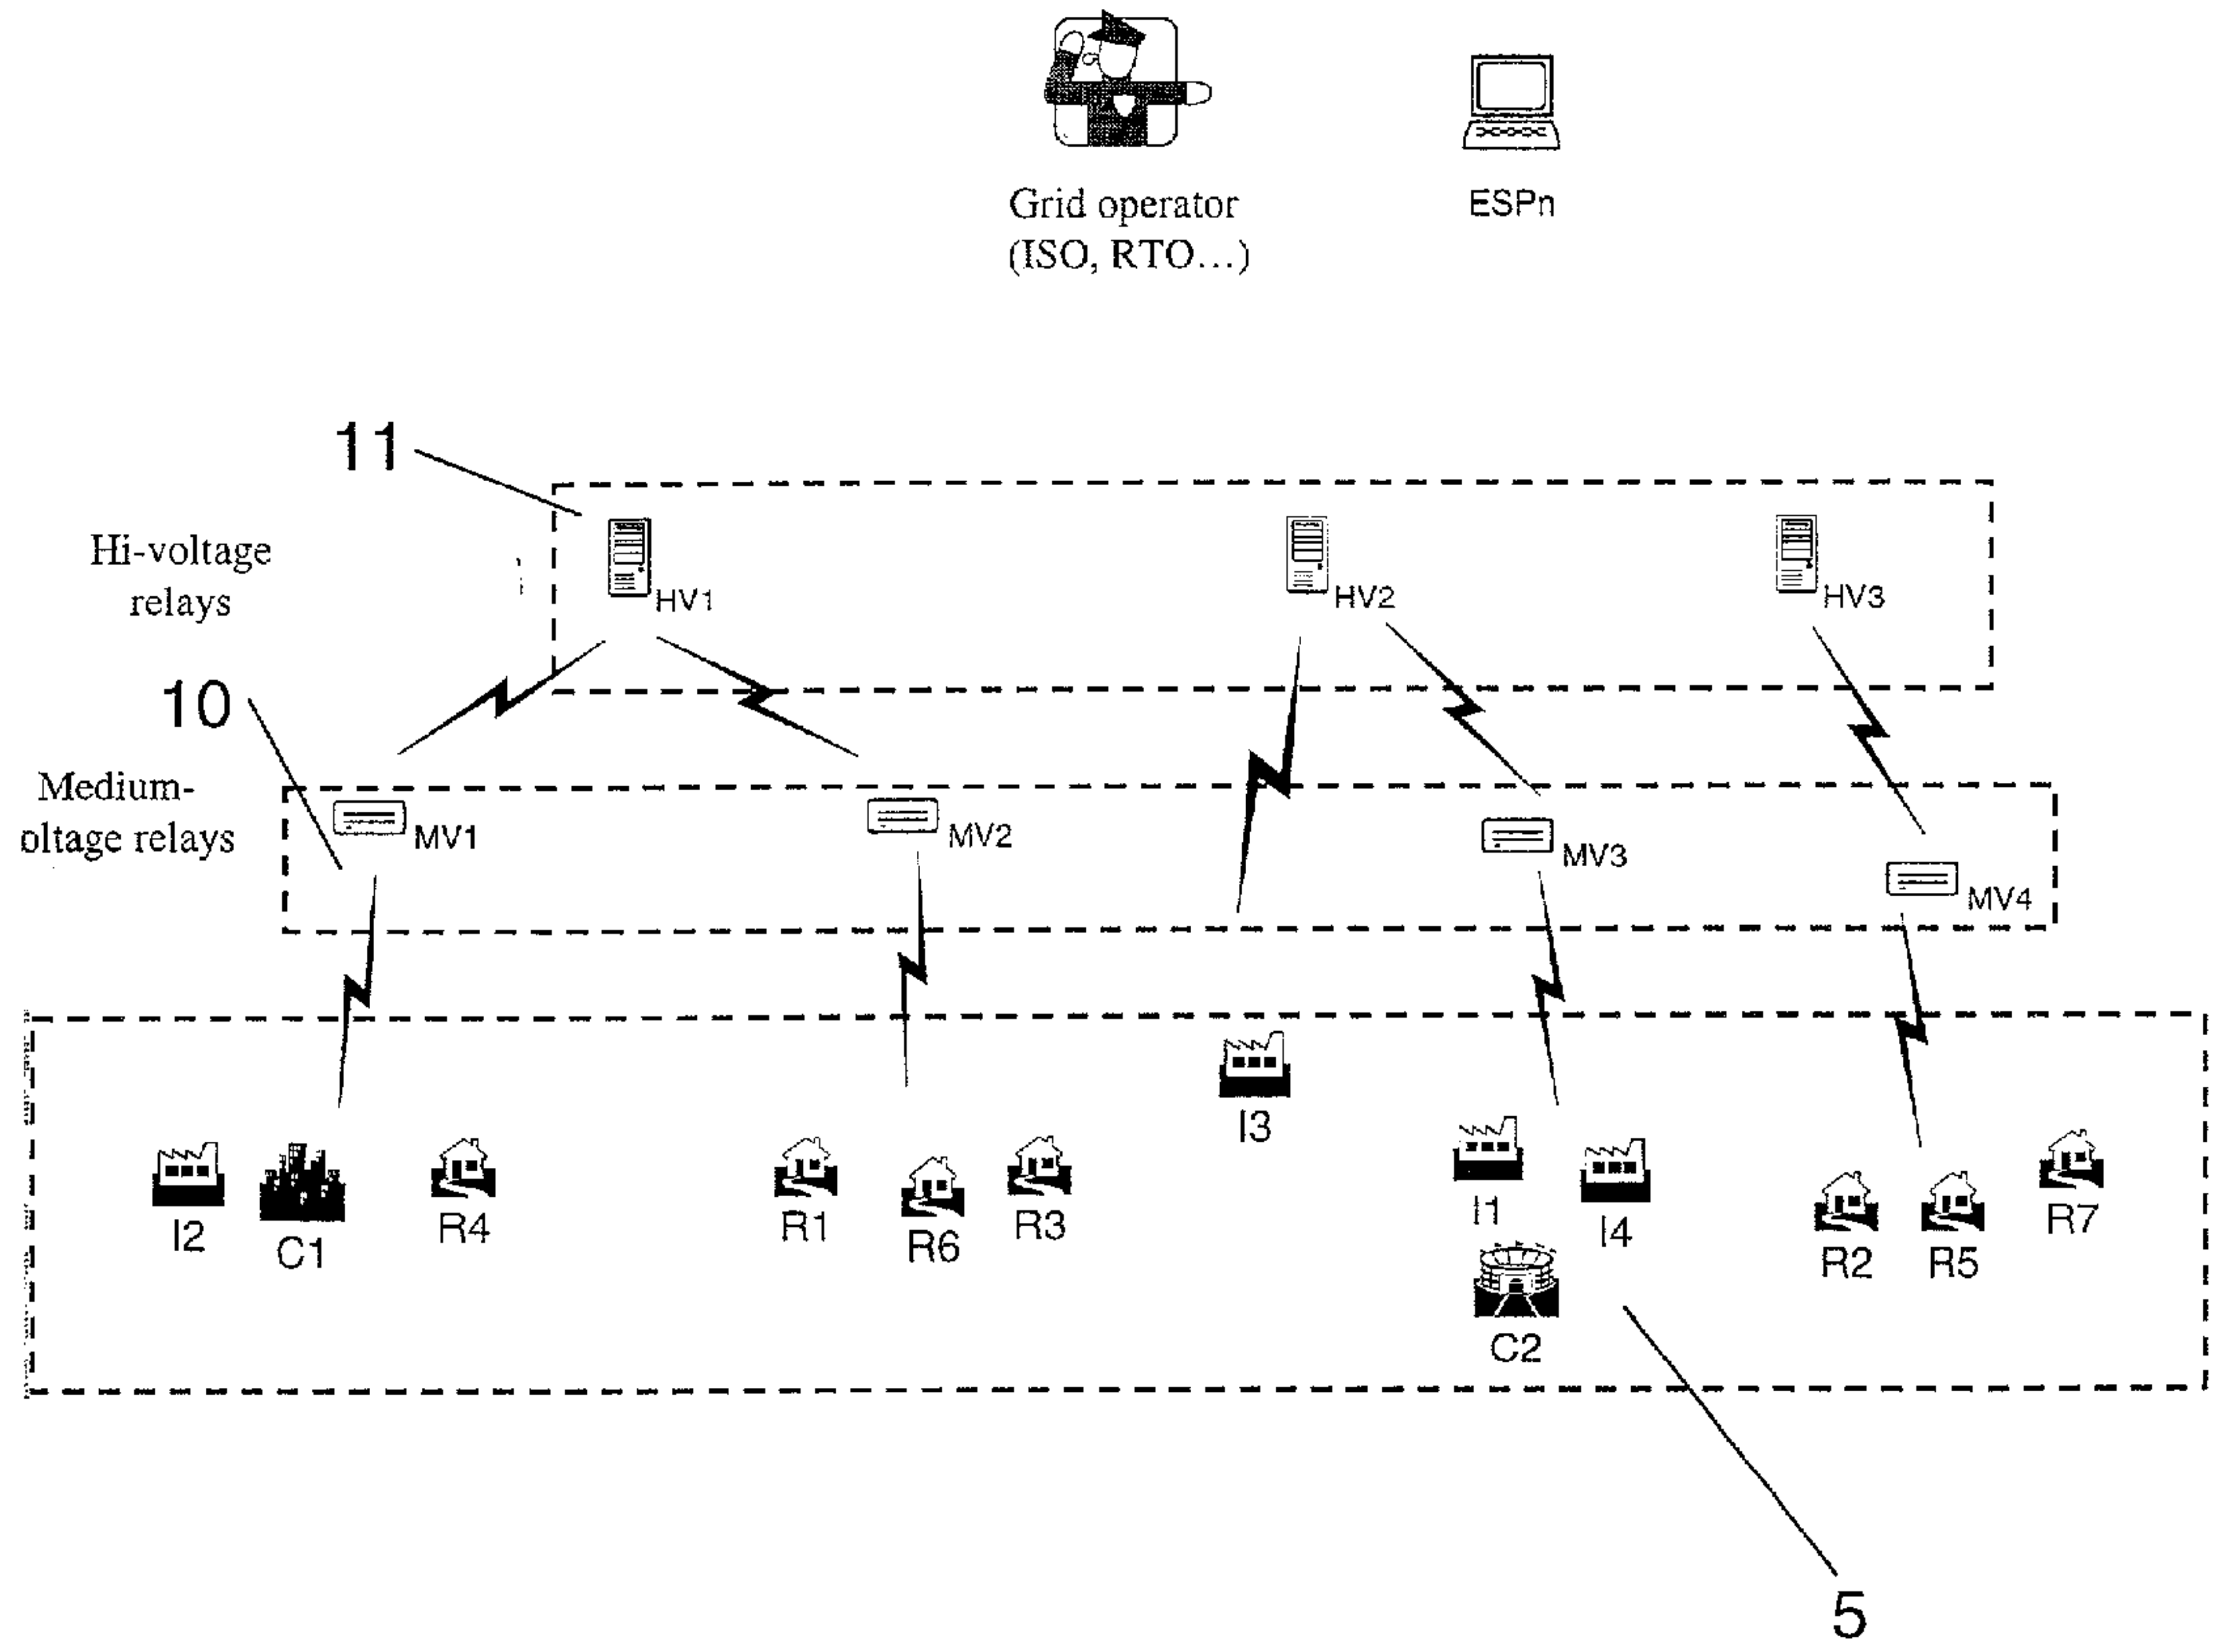 Grid operator
(ISO, RTO...)
ESPn
11
Hi-voltage
relays
HV1
HV2
HV3
10
Medium-
oltage relays
MV1
MV2
MV3
MV4
I2
C1
R4
R1
R6
R3
I3
I1
I4
C2
R2
R5
R7
5